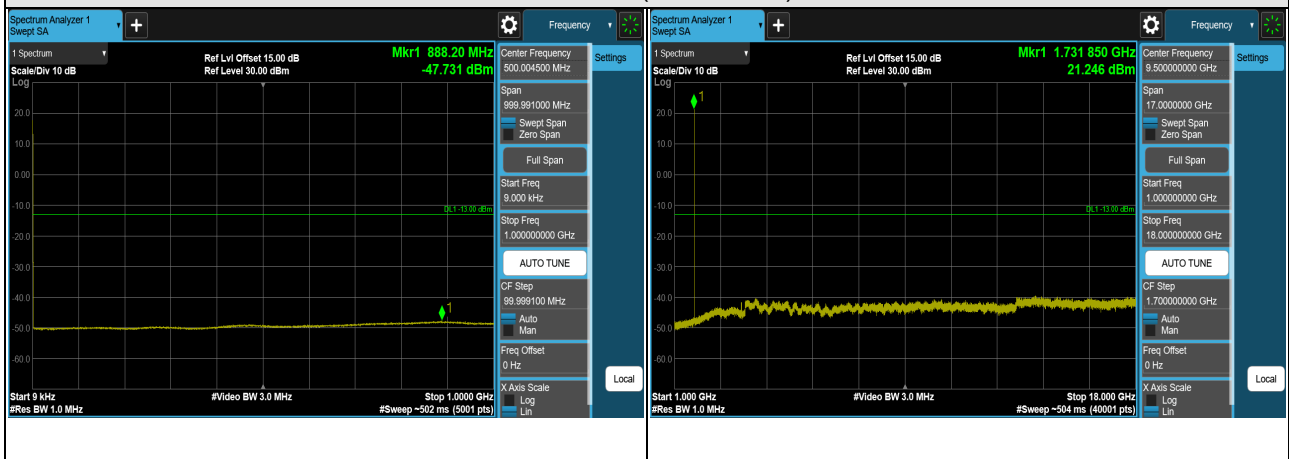 Spectrum Analyzer 1
Swept SA
Frequency
1 Spectrum
Scale/Div 10 dB
Log
Ref Lvl Offset 15.00 dB
Ref Level 30.00 dBm
Mkr1 888.20 MHz
-47.731 dBm
20.0
10.0
0.00
-10.0
-20.0
-30.0
-40.0
-50.0
-60.0
DL1 -13.00 dBm
1
Start 9 kHz
#Res BW 1.0 MHz
#Video BW 3.0 MHz
Stop 1.0000 GHz
#Sweep ~502 ms (5001 pts)
Center Frequency
500.004500 MHz
Span
999.991000 MHz
Swept Span
Zero Span
Full Span
Start Freq
9.000 kHz
Stop Freq
1.000000000 GHz
AUTO TUNE
CF Step
99.999100 MHz
Auto
Man
Freq Offset
0 Hz
X Axis Scale
Log
Lin
Settings
Local
Spectrum Analyzer 1
Swept SA
Frequency
1 Spectrum
Scale/Div 10 dB
Log
Ref Lvl Offset 15.00 dB
Ref Level 30.00 dBm
Mkr1 1.731 850 GHz
21.246 dBm
1
20.0
10.0
0.00
-10.0
-20.0
-30.0
-40.0
-50.0
-60.0
DL1 -13.00 dBm
Start 1.000 GHz
#Res BW 1.0 MHz
#Video BW 3.0 MHz
Stop 18.000 GHz
#Sweep ~504 ms (40001 pts)
Center Frequency
9.500000000 GHz
Span
17.0000000 GHz
Swept Span
Zero Span
Full Span
Start Freq
1.000000000 GHz
Stop Freq
18.000000000 GHz
AUTO TUNE
CF Step
1.700000000 GHz
Auto
Man
Freq Offset
0 Hz
X Axis Scale
Log
Lin
Settings
Local